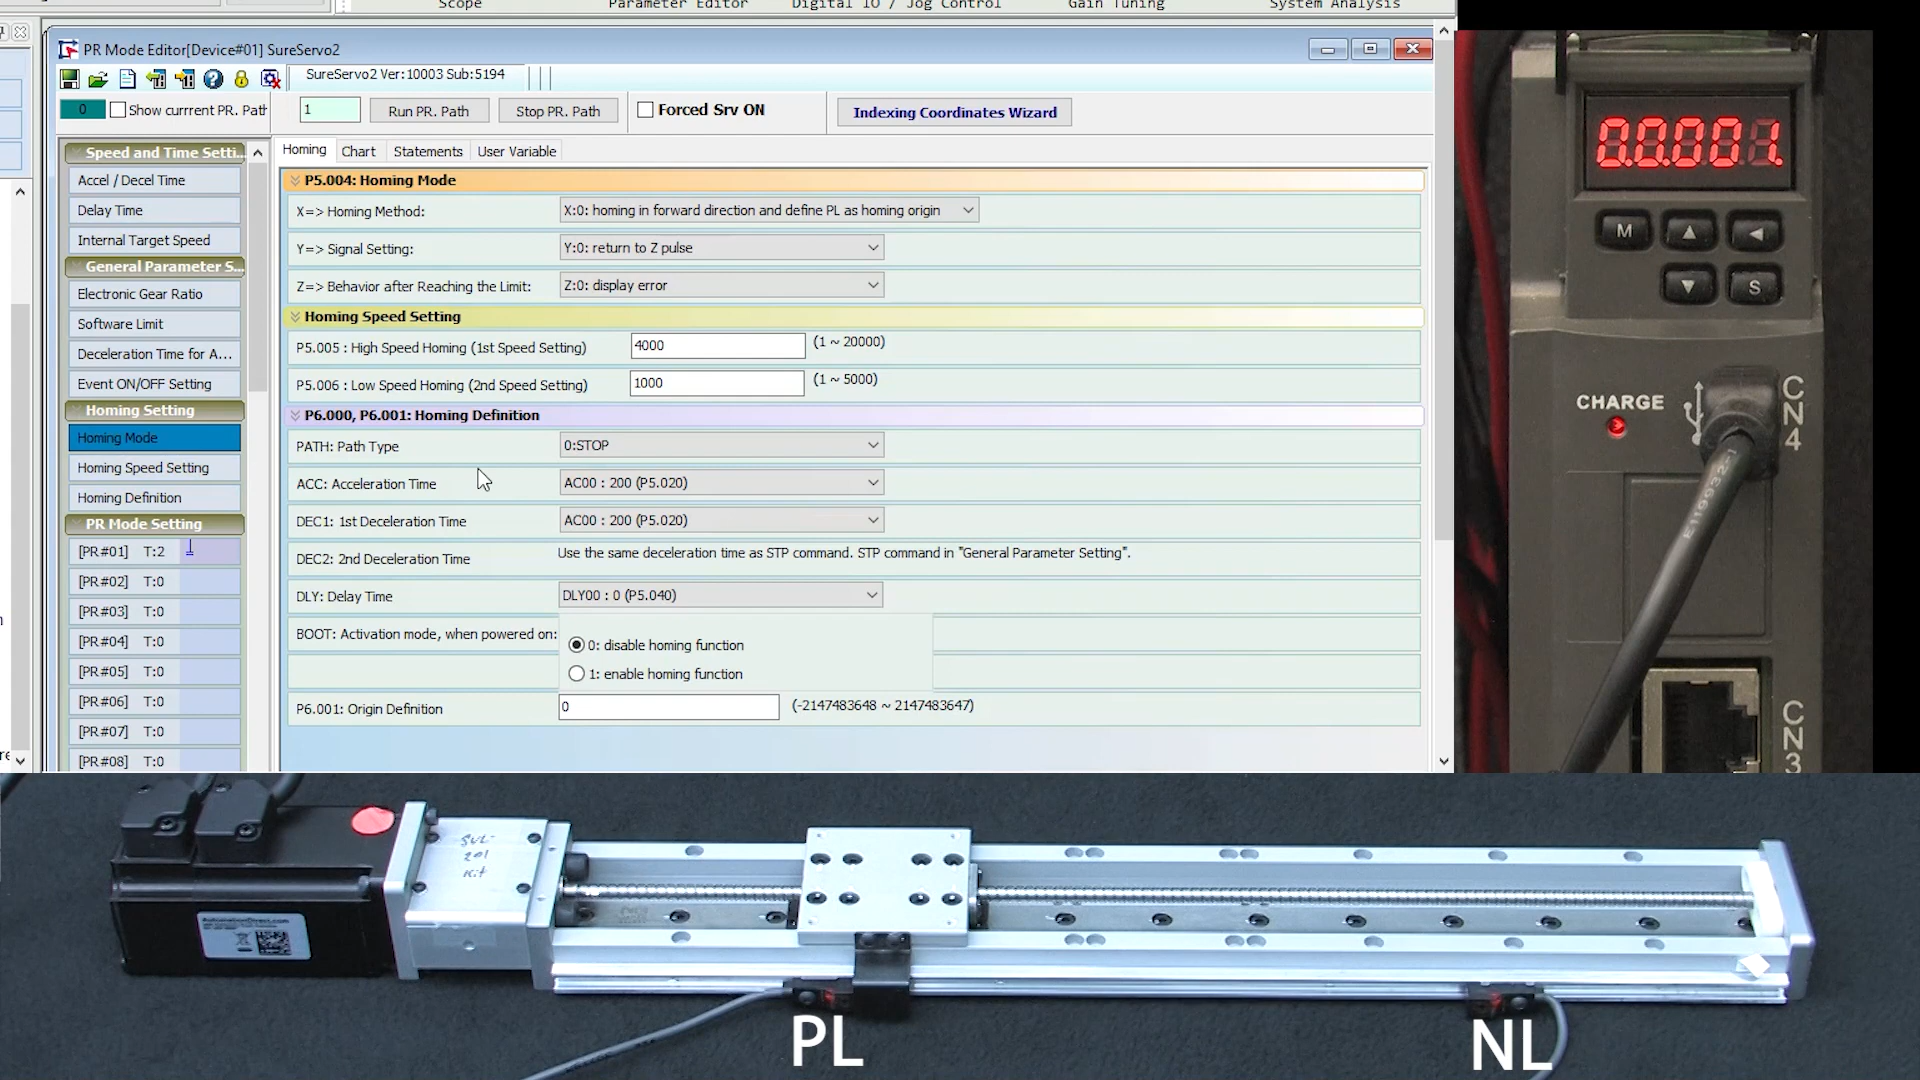 Scope Parameter Editor Digital IO / Jog Control Gain Tuning System Analysis
PR Mode Editor[Device#01] SureServo2
SureServo2 Ver:10003 Sub:5194
0 Show currrent PR. Path 1 Run PR. Path Stop PR. Path Forced Srv ON Indexing Coordinates Wizard
Homing Chart Statements User Variable
Speed and Time Setti...
Accel / Decel Time
Delay Time
Internal Target Speed
General Parameter S...
Electronic Gear Ratio
Software Limit
Deceleration Time for A...
Event ON/OFF Setting
Homing Setting
Homing Mode
Homing Speed Setting
Homing Definition
PR Mode Setting
[PR#01] T:2
[PR#02] T:0
[PR#03] T:0
[PR#04] T:0
[PR#05] T:0
[PR#06] T:0
[PR#07] T:0
[PR#08] T:0
P5.004: Homing Mode
X=> Homing Method: X:0: homing in forward direction and define PL as homing origin
Y=> Signal Setting: Y:0: return to Z pulse
Z=> Behavior after Reaching the Limit: Z:0: display error
Homing Speed Setting
P5.005 : High Speed Homing (1st Speed Setting) 4000 (1 ~ 20000)
P5.006 : Low Speed Homing (2nd Speed Setting) 1000 (1 ~ 5000)
P6.000, P6.001: Homing Definition
PATH: Path Type 0:STOP
ACC: Acceleration Time AC00 : 200 (P5.020)
DEC1: 1st Deceleration Time AC00 : 200 (P5.020)
DEC2: 2nd Deceleration Time Use the same deceleration time as STP command. STP command in "General Parameter Setting".
DLY: Delay Time DLY00 : 0 (P5.040)
BOOT: Activation mode, when powered on: 0: disable homing function
1: enable homing function
P6.001: Origin Definition 0 (-2147483648 ~ 2147483647)
0.0.001.
M
S
CHARGE
CN4
E119932-1
CN3
SVL-
201
Kit
AutomationDirect.com
PL
NL